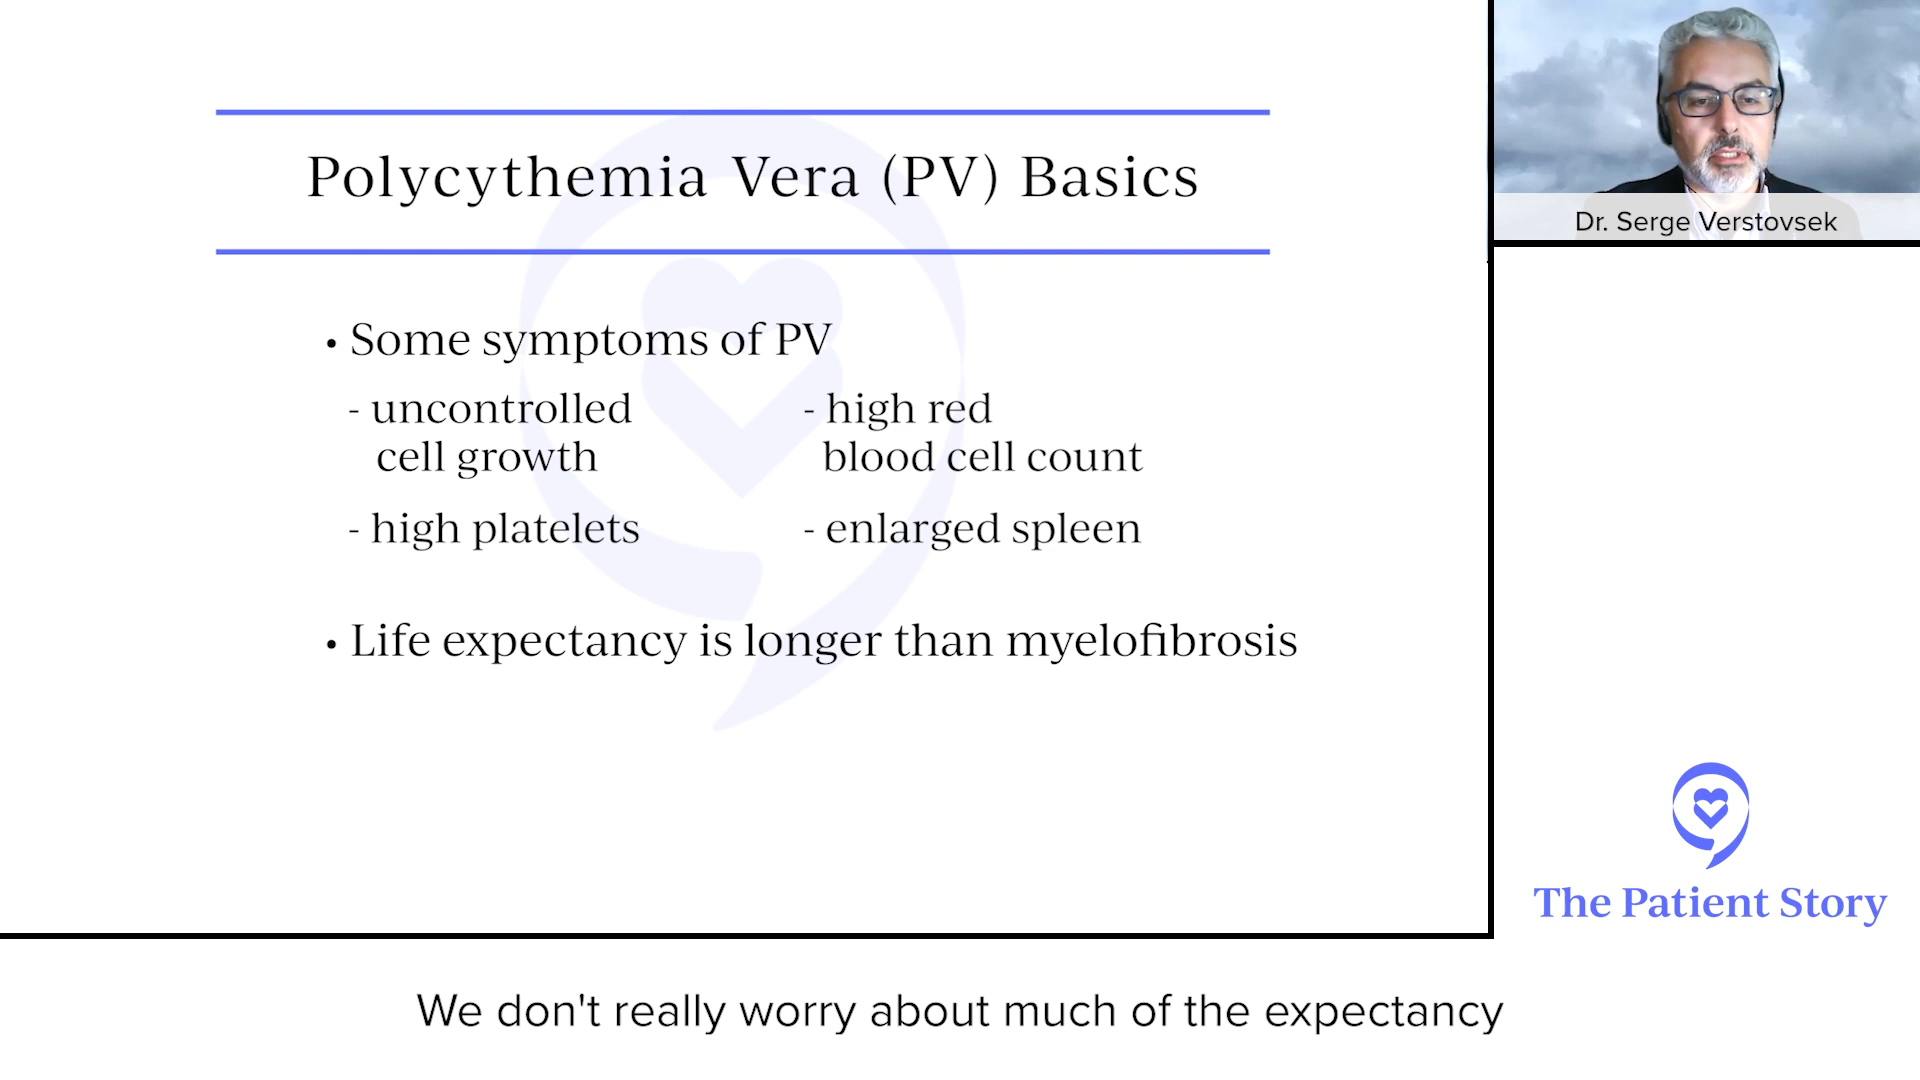 Polycythemia Vera (PV) Basics
• Some symptoms of PV
- uncontrolled
cell growth
- high red
blood cell count
- high platelets
- enlarged spleen
• Life expectancy is longer than myelofibrosis
Dr. Serge Verstovsek
The Patient Story
We don't really worry about much of the expectancy